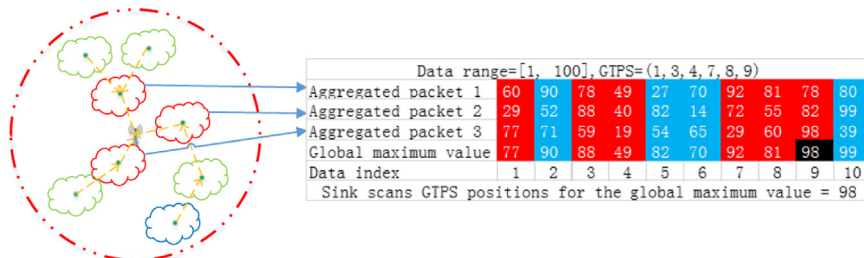 Data range=[1, 100],GTPS=(1,3,4,7,8,9)
Aggregated packet 1 60 90 78 49 27 70 92 81 78 80
Aggregated packet 2 29 52 88 40 82 14 72 55 82 99
Aggregated packet 3 77 71 59 19 54 65 29 60 98 39
Global maximum value 77 90 88 49 82 70 92 81 98 99
Data index 1 2 3 4 5 6 7 8 9 10
Sink scans GTPS positions for the global maximum value = 98